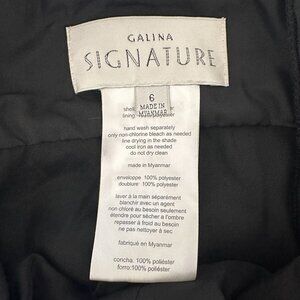 GALINA
SIGNATURE
6
MADE IN
MYANMAR
shell
lining
hand wash separately
only non-chlorine bleach as needed
line drying in the shade
cool iron as needed
do not dry clean
made in Myanmar
enveloppe: 100% polyester
doublure: 100% polyester
laver à la main séparément
blanchir avec un agent
non chloré au besoin seulement
étendre pour sécher à l'ombre
repasser à froid au besoin
ne pas nettoyer à sec
fabriqué en Myanmar
concha: 100% poliéster
forro: 100% poliéster